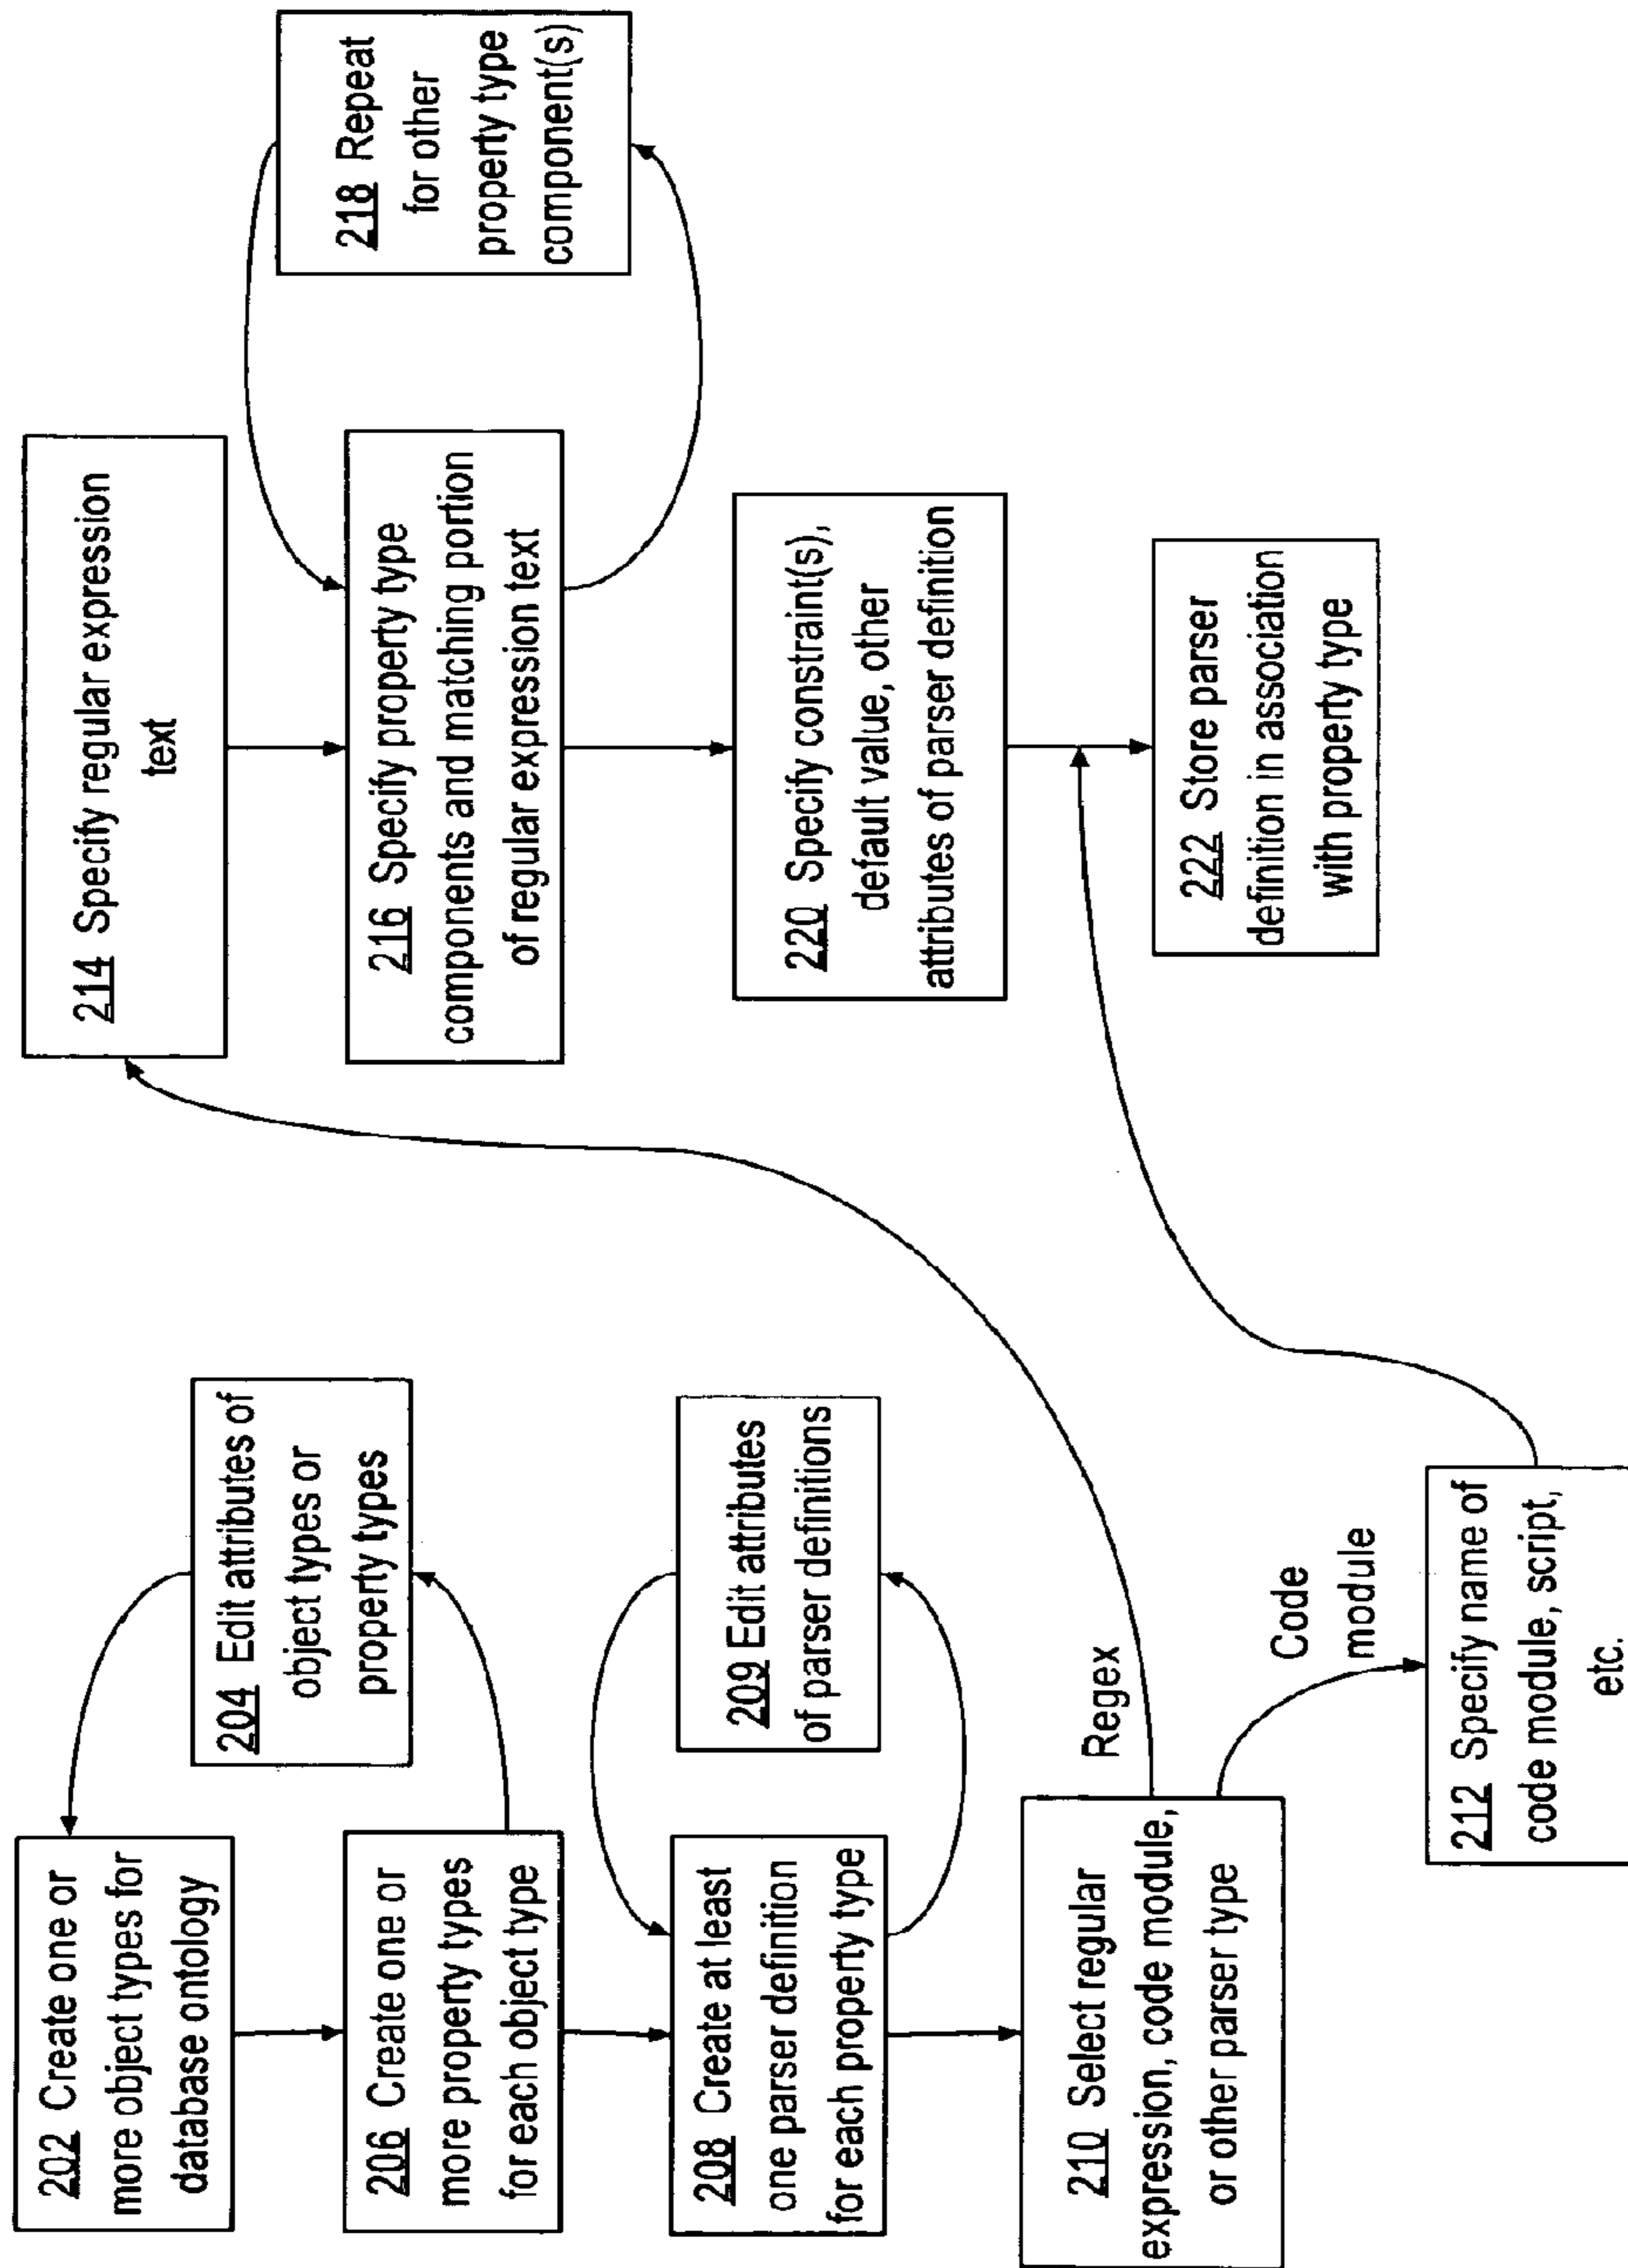 202 Create one or
more object types for
database ontology
204 Edit attributes of
object types or
property types
206 Create one or
more property types
for each object type
208 Create at least
one parser definition
for each property type
209 Edit attributes
of parser definitions
210 Select regular
expression, code module,
or other parser type
Regex
Code
module
212 Specify name of
code module, script,
etc.
214 Specify regular expression
text
216 Specify property type
components and matching portion
of regular expression text
218 Repeat
for other
property type
component(s)
220 Specify constraint(s),
default value, other
attributes of parser definition
222 Store parser
definition in association
with property type